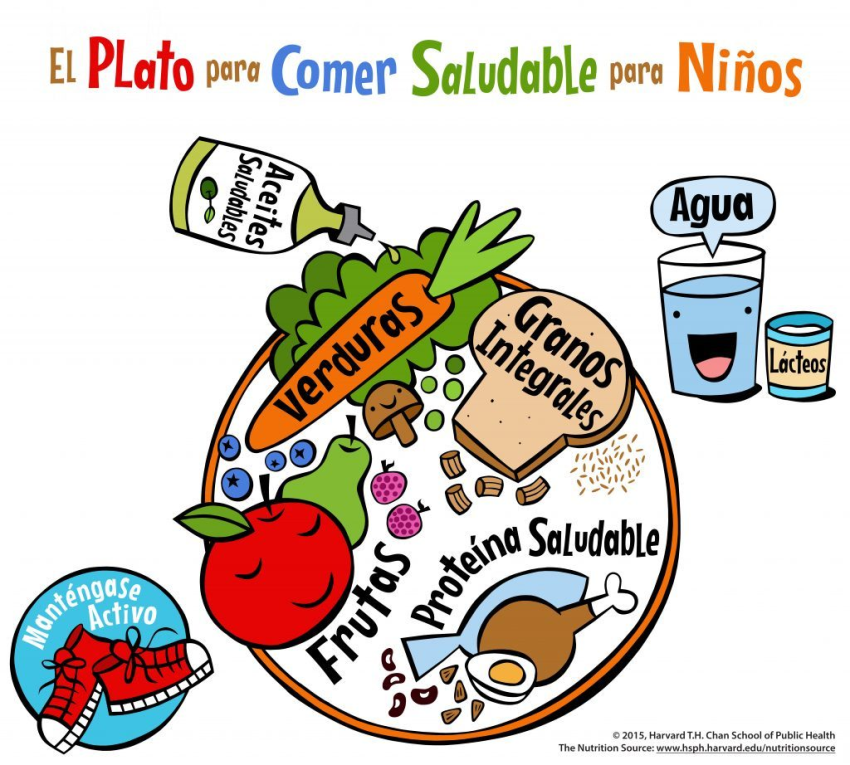 El Plato para Comer Saludable para Niños
Aceites
Saludables
Agua
Verduras
Granos
Integrales
Lácteos
Frutas
Proteína Saludable
Manténgase
Activo
© 2015, Harvard T.H. Chan School of Public Health
The Nutrition Source: www.hsph.harvard.edu/nutritionsource